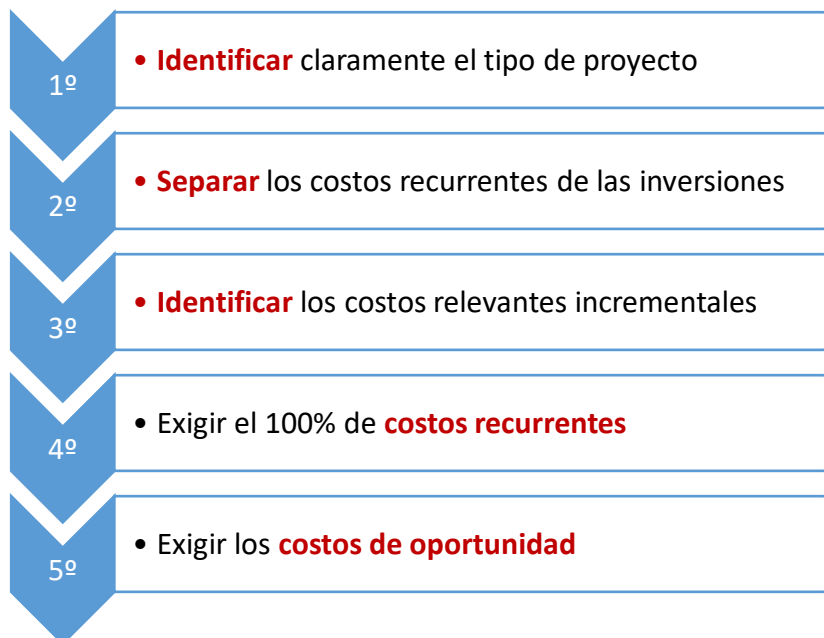 1º
• Identificar claramente el tipo de proyecto
2º
• Separar los costos recurrentes de las inversiones
3º
• Identificar los costos relevantes incrementales
4º
• Exigir el 100% de costos recurrentes
5º
• Exigir los costos de oportunidad